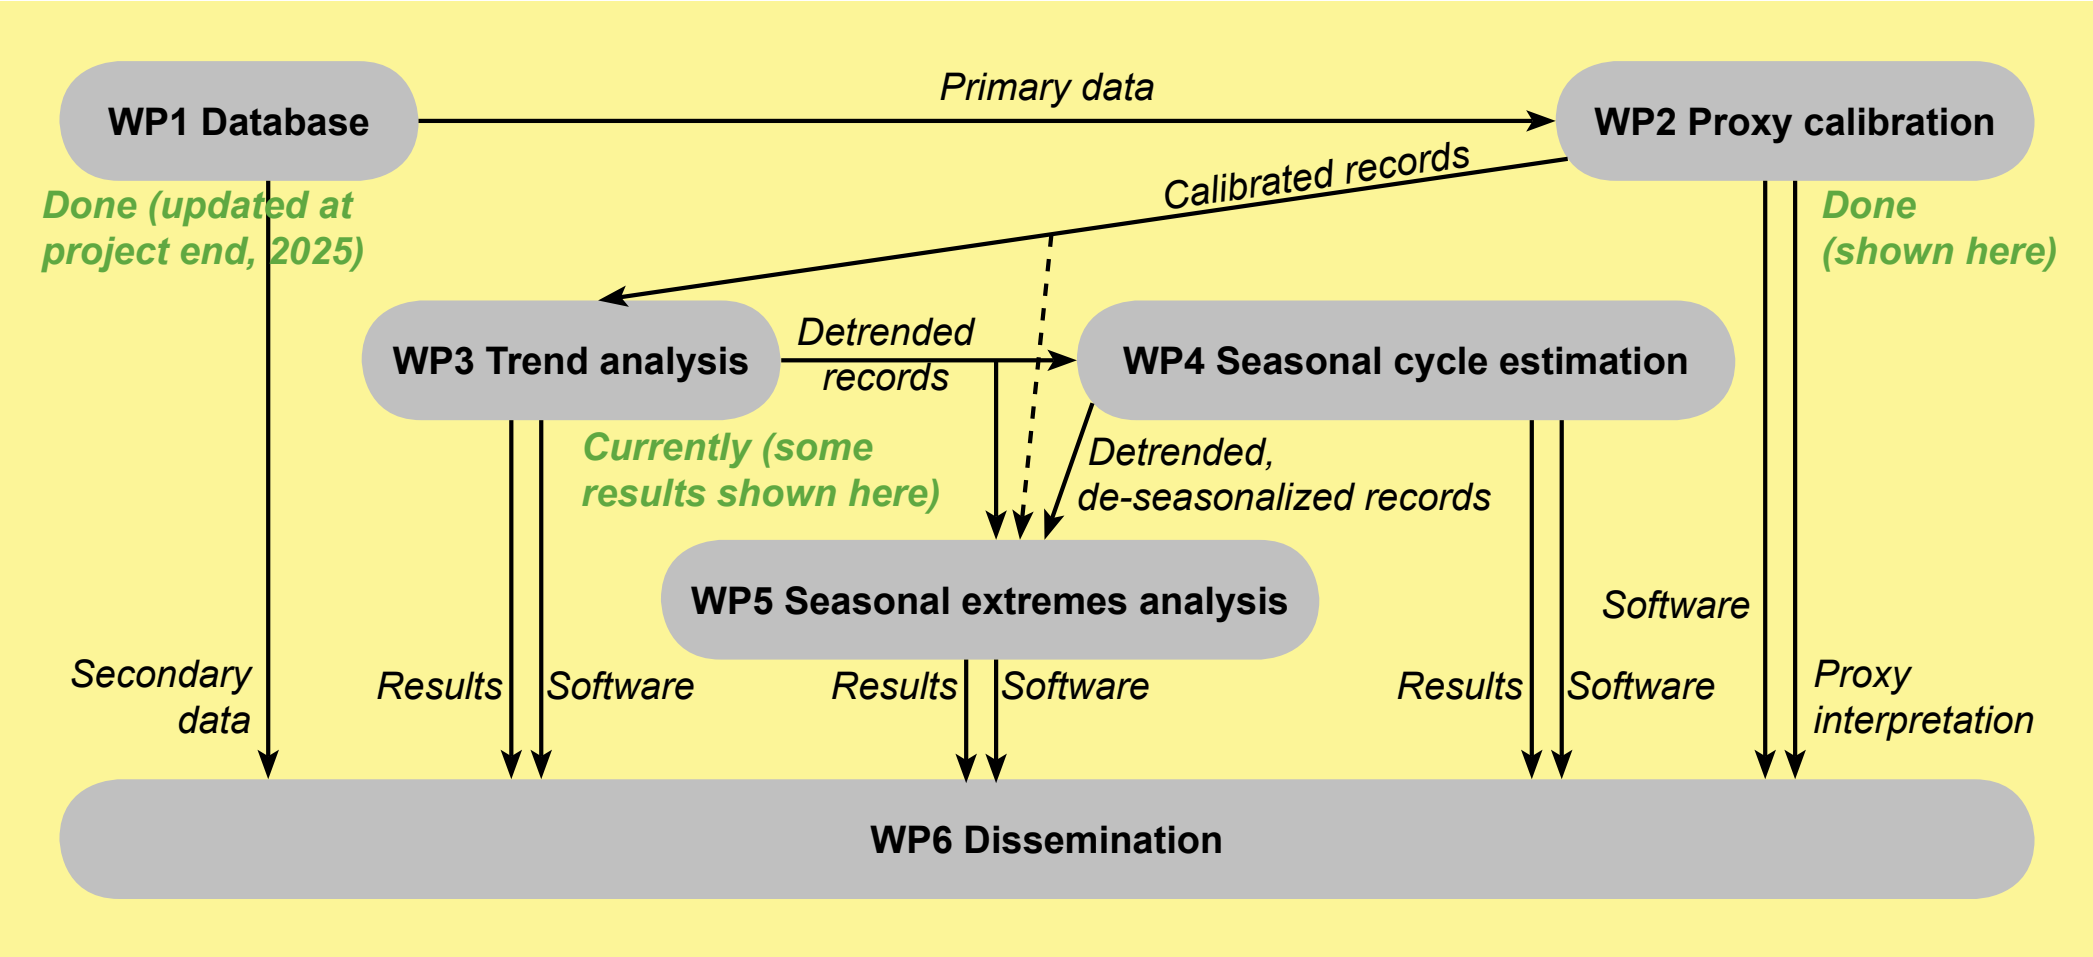 Primary data
WP1 Database
WP2 Proxy calibration
Calibrated records
Done (updated at
project end, 2025)
Done
(shown here)
Detrended
records
WP3 Trend analysis
WP4 Seasonal cycle estimation
Currently (some
results shown here)
Detrended,
de-seasonalized records
WP5 Seasonal extremes analysis
Software
Secondary
data
Results
Software
Results
Software
Results
Software
Proxy
interpretation
WP6 Dissemination